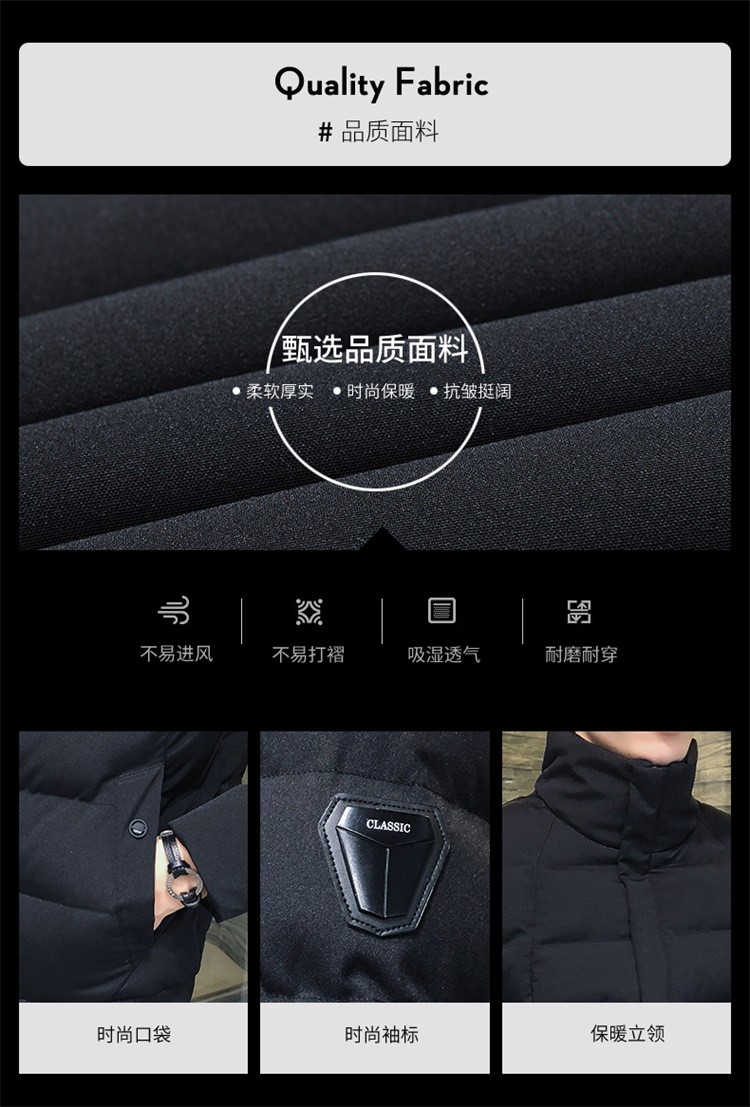 Quality Fabric
# 品质面料
甄选品质面料
• 柔软厚实 • 时尚保暖 • 抗皱挺阔
不易进风 不易打褶 吸湿透气 耐磨耐穿
CLASSIC
时尚口袋 时尚袖标 保暖立领